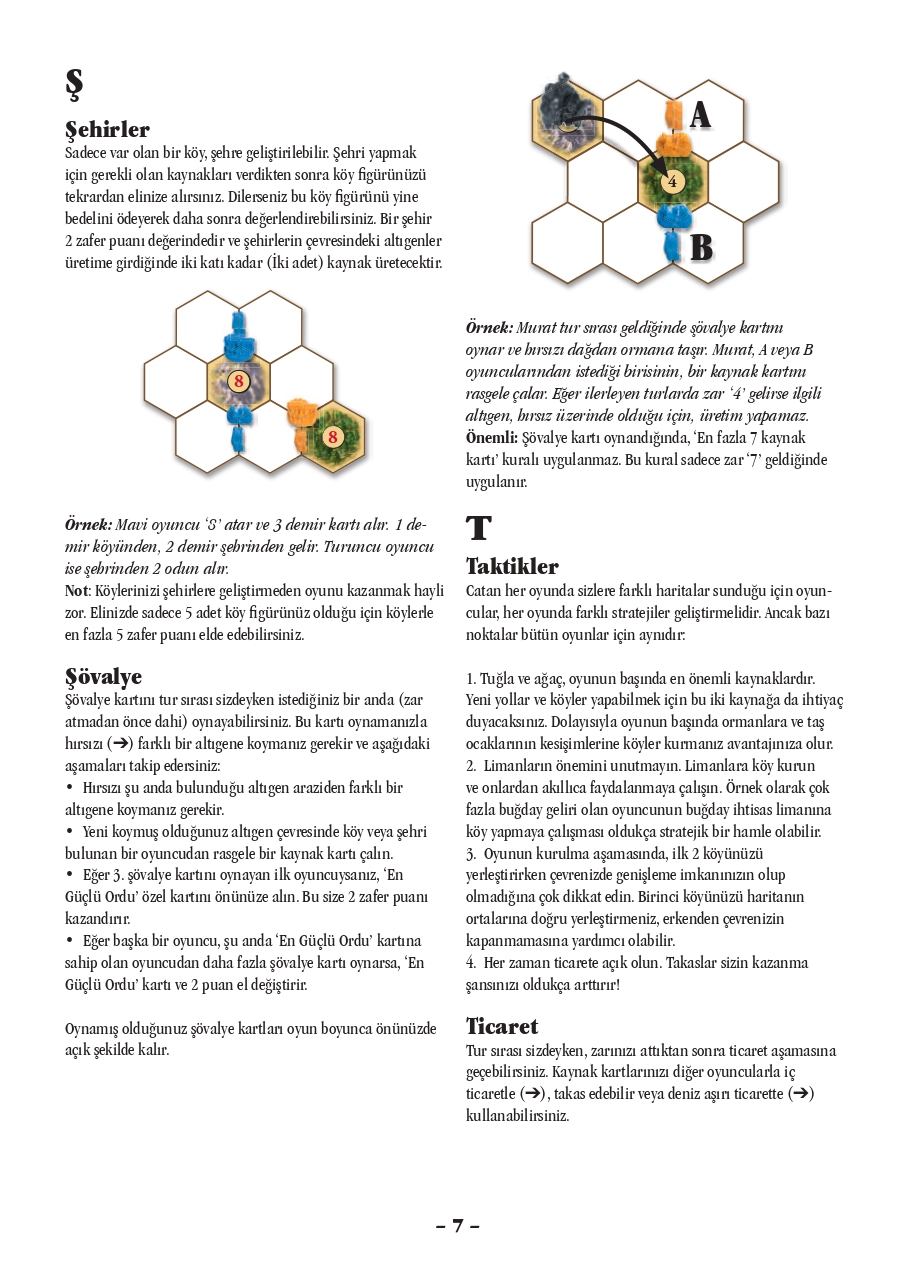 Ş
Şehirler
Sadece var olan bir köy, şehre geliştirilebilir. Şehri yapmak
için gerekli olan kaynakları verdikten sonra köy figürünüzü
tekrardan elinize alırsınız. Dilerseniz bu köy figürünü yine
bedelini ödeyerek daha sonra değerlendirebilirsiniz. Bir şehir
2 zafer puanı değerindedir ve şehirlerin çevresindeki altıgenler
üretime girdiğinde iki katı kadar (İki adet) kaynak üretecektir.
8
8
Örnek: Mavi oyuncu ‘8’ atar ve 3 demir kartı alır. 1 de-
mir köyünden, 2 demir şehrinden gelir. Turuncu oyuncu
ise şehrinden 2 odun alır.
Not: Köylerinizi şehirlere geliştirmeden oyunu kazanmak hayli
zor. Elinizde sadece 5 adet köy figürünüz olduğu için köylerle
en fazla 5 zafer puanı elde edebilirsiniz.
Şövalye
Şövalye kartını tur sırası sizdeyken istediğiniz bir anda (zar
atmadan önce dahi) oynayabilirsiniz. Bu kartı oynamanızla
hırsızı (➔) farklı bir altıgene koymanız gerekir ve aşağıdaki
aşamaları takip edersiniz:
• Hırsızı şu anda bulunduğu altıgen araziden farklı bir
altıgene koymanız gerekir.
• Yeni koymuş olduğunuz altıgen çevresinde köy veya şehri
bulunan bir oyuncudan rasgele bir kaynak kartı çalın.
• Eğer 3. şövalye kartını oynayan ilk oyuncuysanız, ‘En
Güçlü Ordu’ özel kartını önünüze alın. Bu size 2 zafer puanı
kazandırır.
• Eğer başka bir oyuncu, şu anda ‘En Güçlü Ordu’ kartına
sahip olan oyuncudan daha fazla şövalye kartı oynarsa, ‘En
Güçlü Ordu’ kartı ve 2 puan el değiştirir.
Oynamış olduğunuz şövalye kartları oyun boyunca önünüzde
açık şekilde kalır.
A
4
B
Örnek: Murat tur sırası geldiğinde şövalye kartını
oynar ve hırsızı dağdan ormana taşır. Murat, A veya B
oyuncularından istediği birisinin, bir kaynak kartını
rasgele çalar. Eğer ilerleyen turlarda zar ‘4’ gelirse ilgili
altıgen, hırsız üzerinde olduğu için, üretim yapamaz.
Önemli: Şövalye kartı oynandığında, ‘En fazla 7 kaynak
kartı’ kuralı uygulanmaz. Bu kural sadece zar ‘7’ geldiğinde
uygulanır.
T
Taktikler
Catan her oyunda sizlere farklı haritalar sunduğu için oyun-
cular, her oyunda farklı stratejiler geliştirmelidir. Ancak bazı
noktalar bütün oyunlar için aynıdır:
1. Tuğla ve ağaç, oyunun başında en önemli kaynaklardır.
Yeni yollar ve köyler yapabilmek için bu iki kaynağa da ihtiyaç
duyacaksınız. Dolayısıyla oyunun başında ormanlara ve taş
ocaklarının kesişimlerine köyler kurmanız avantajınıza olur.
2. Limanların önemini unutmayın. Limanlara köy kurun
ve onlardan akıllıca faydalanmaya çalışın. Örnek olarak çok
fazla buğday geliri olan oyuncunun buğday ihtisas limanına
köy yapmaya çalışması oldukça stratejik bir hamle olabilir.
3. Oyunun kurulma aşamasında, ilk 2 köyünüzü
yerleştirirken çevrenizde genişleme imkanınızın olup
olmadığına çok dikkat edin. Birinci köyünüzü haritanın
ortalarına doğru yerleştirmeniz, erkenden çevrenizin
kapanmamasına yardımcı olabilir.
4. Her zaman ticarete açık olun. Takaslar sizin kazanma
şansınızı oldukça arttırır!
Ticaret
Tur sırası sizdeyken, zarınızı attıktan sonra ticaret aşamasına
geçebilirsiniz. Kaynak kartlarınızı diğer oyuncularla iç
ticaretle (➔), takas edebilir veya deniz aşırı ticarette (➔)
kullanabilirsiniz.
– 7 –